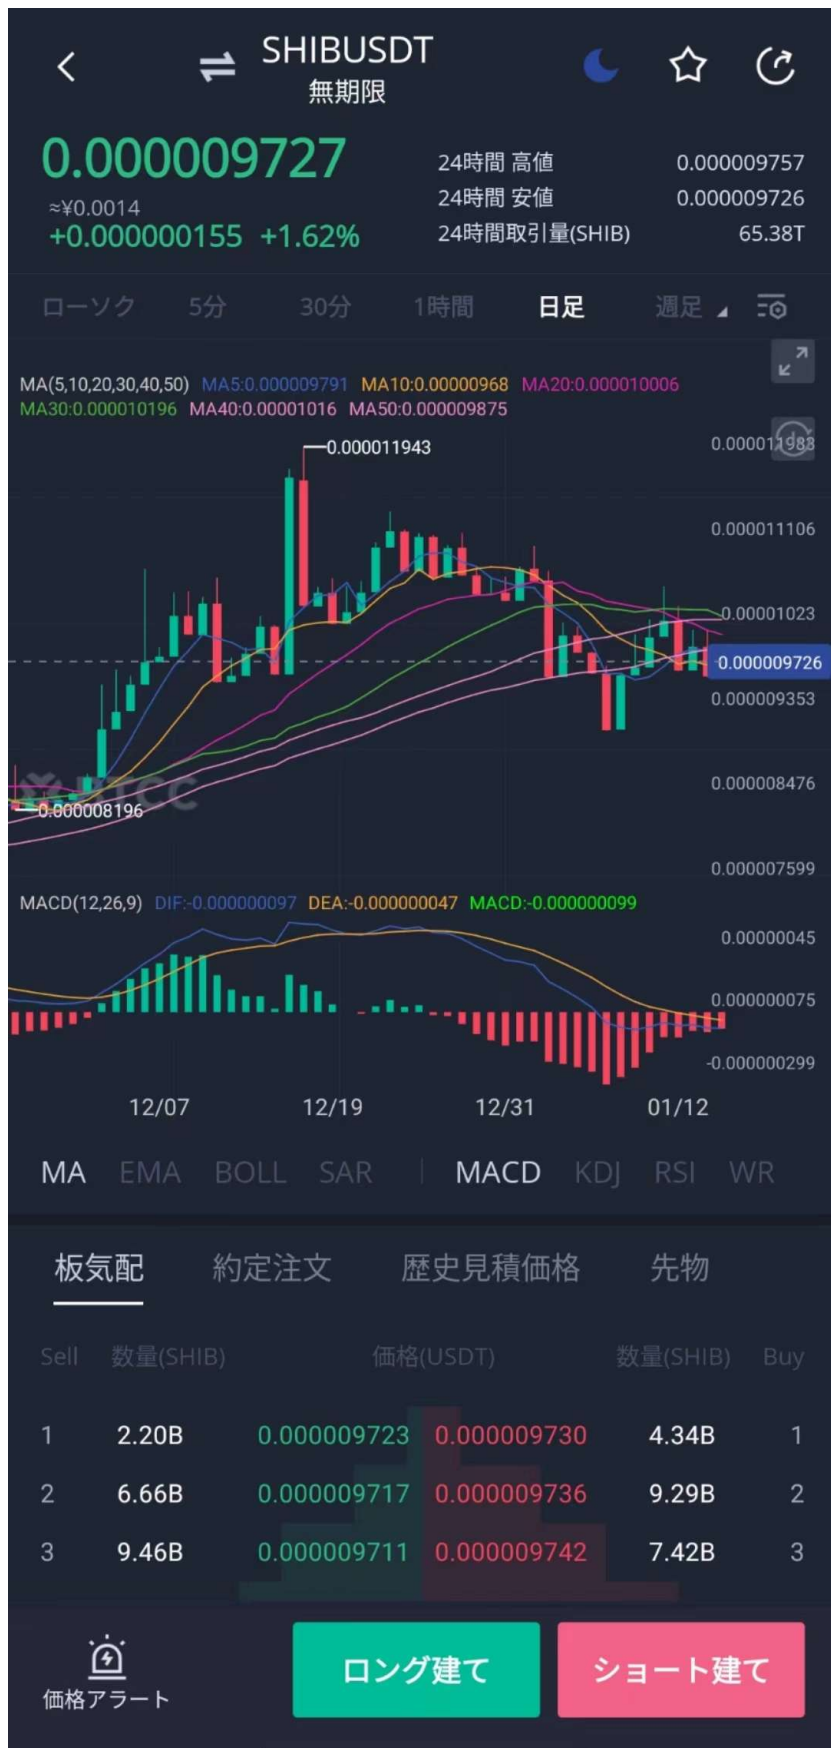 SHIBUSDT
無期限
0.000009727
≈¥0.0014
+0.000000155 +1.62%
24時間 高値 0.000009757
24時間 安値 0.000009726
24時間取引量(SHIB) 65.38T
ローソク 5分 30分 1時間 日足 週足
MA(5,10,20,30,40,50) MA5:0.000009791 MA10:0.00000968 MA20:0.000010006
MA30:0.000010196 MA40:0.00001016 MA50:0.000009875
0.000011983
0.000011943
0.000011106
0.00001023
0.000009726
0.000009353
0.000008476
BTCC
0.000008196
0.000007599
MACD(12,26,9) DIF:-0.000000097 DEA:-0.000000047 MACD:-0.000000099
0.00000045
0.000000075
-0.000000299
12/07 12/19 12/31 01/12
MA EMA BOLL SAR MACD KDJ RSI WR
板気配 約定注文 歴史見積価格 先物
Sell 数量(SHIB) 価格(USDT) 数量(SHIB) Buy
1 2.20B 0.000009723 0.000009730 4.34B 1
2 6.66B 0.000009717 0.000009736 9.29B 2
3 9.46B 0.000009711 0.000009742 7.42B 3
価格アラート
ロング建て
ショート建て